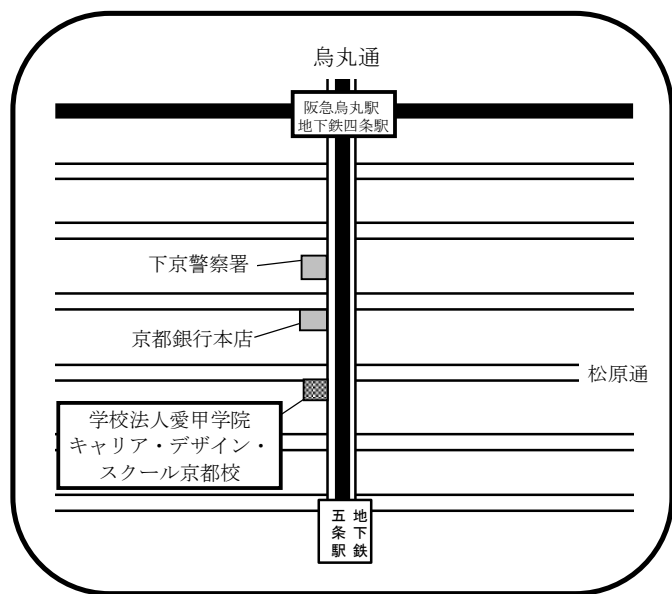 烏丸通
阪急烏丸駅
地下鉄四条駅
下京警察署
京都銀行本店
松原通
学校法人愛甲学院
キャリア・デザイン・
スクール京都校
地下鉄
五条駅